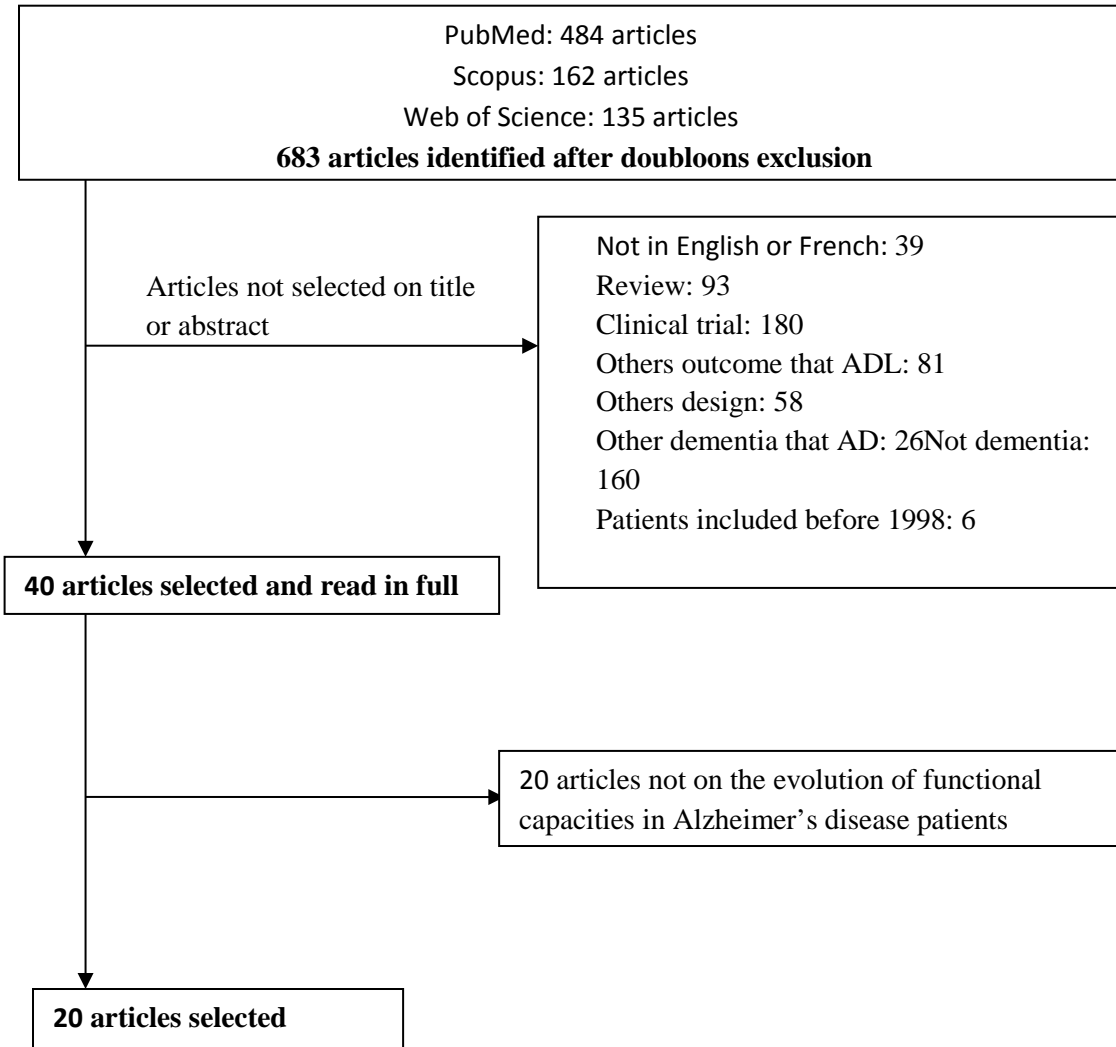 PubMed: 484 articles
Scopus: 162 articles
Web of Science: 135 articles
683 articles identified after doubloons exclusion
Articles not selected on title
or abstract
Not in English or French: 39
Review: 93
Clinical trial: 180
Others outcome that ADL: 81
Others design: 58
Other dementia that AD: 26Not dementia:
160
Patients included before 1998: 6
40 articles selected and read in full
20 articles not on the evolution of functional
capacities in Alzheimer’s disease patients
20 articles selected